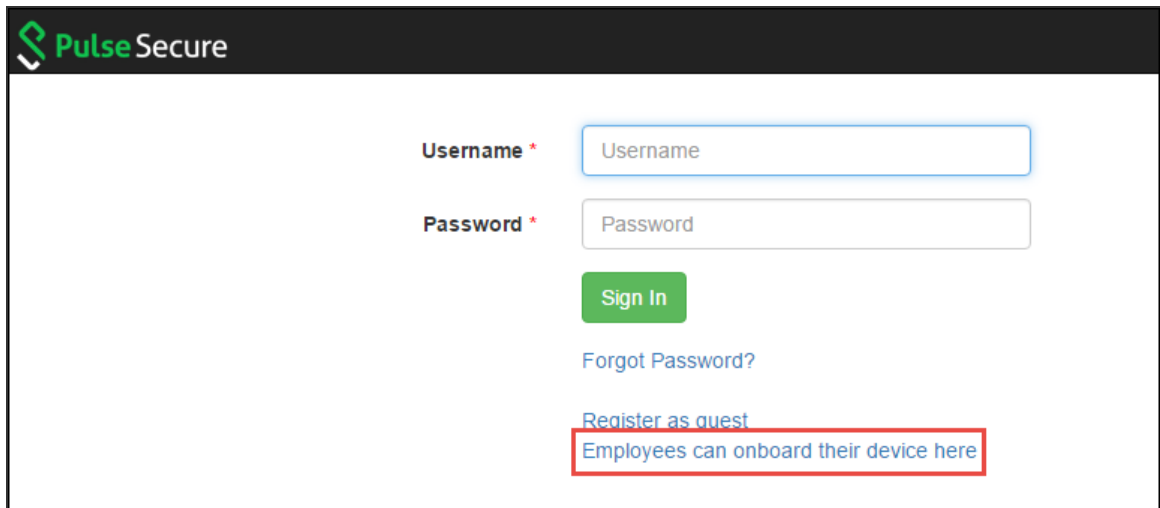 Pulse Secure
Username *
Username
Password *
Password
Sign In
Forgot Password?
Register as guest
Employees can onboard their device here